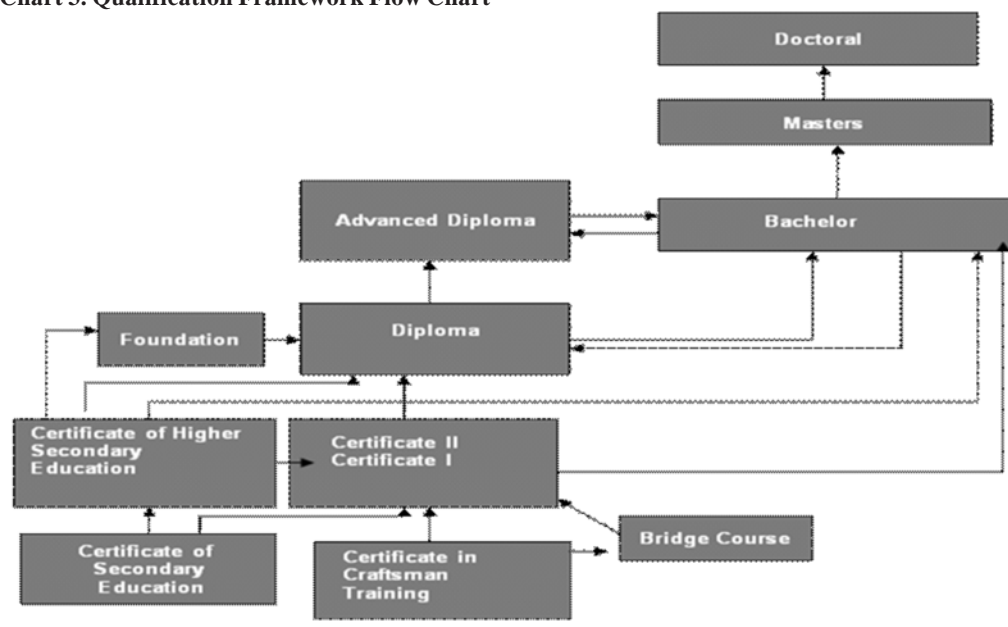 Chart 3. Qualification Framework Flow Chart
Doctoral
Masters
Advanced Diploma
Bachelor
Diploma
Foundation
Certificate of Higher
Secondary
Education
Certificate II
Certificate I
Bridge Course
Certificate of
Secondary
Education
Certificate in
Craftsman
Training